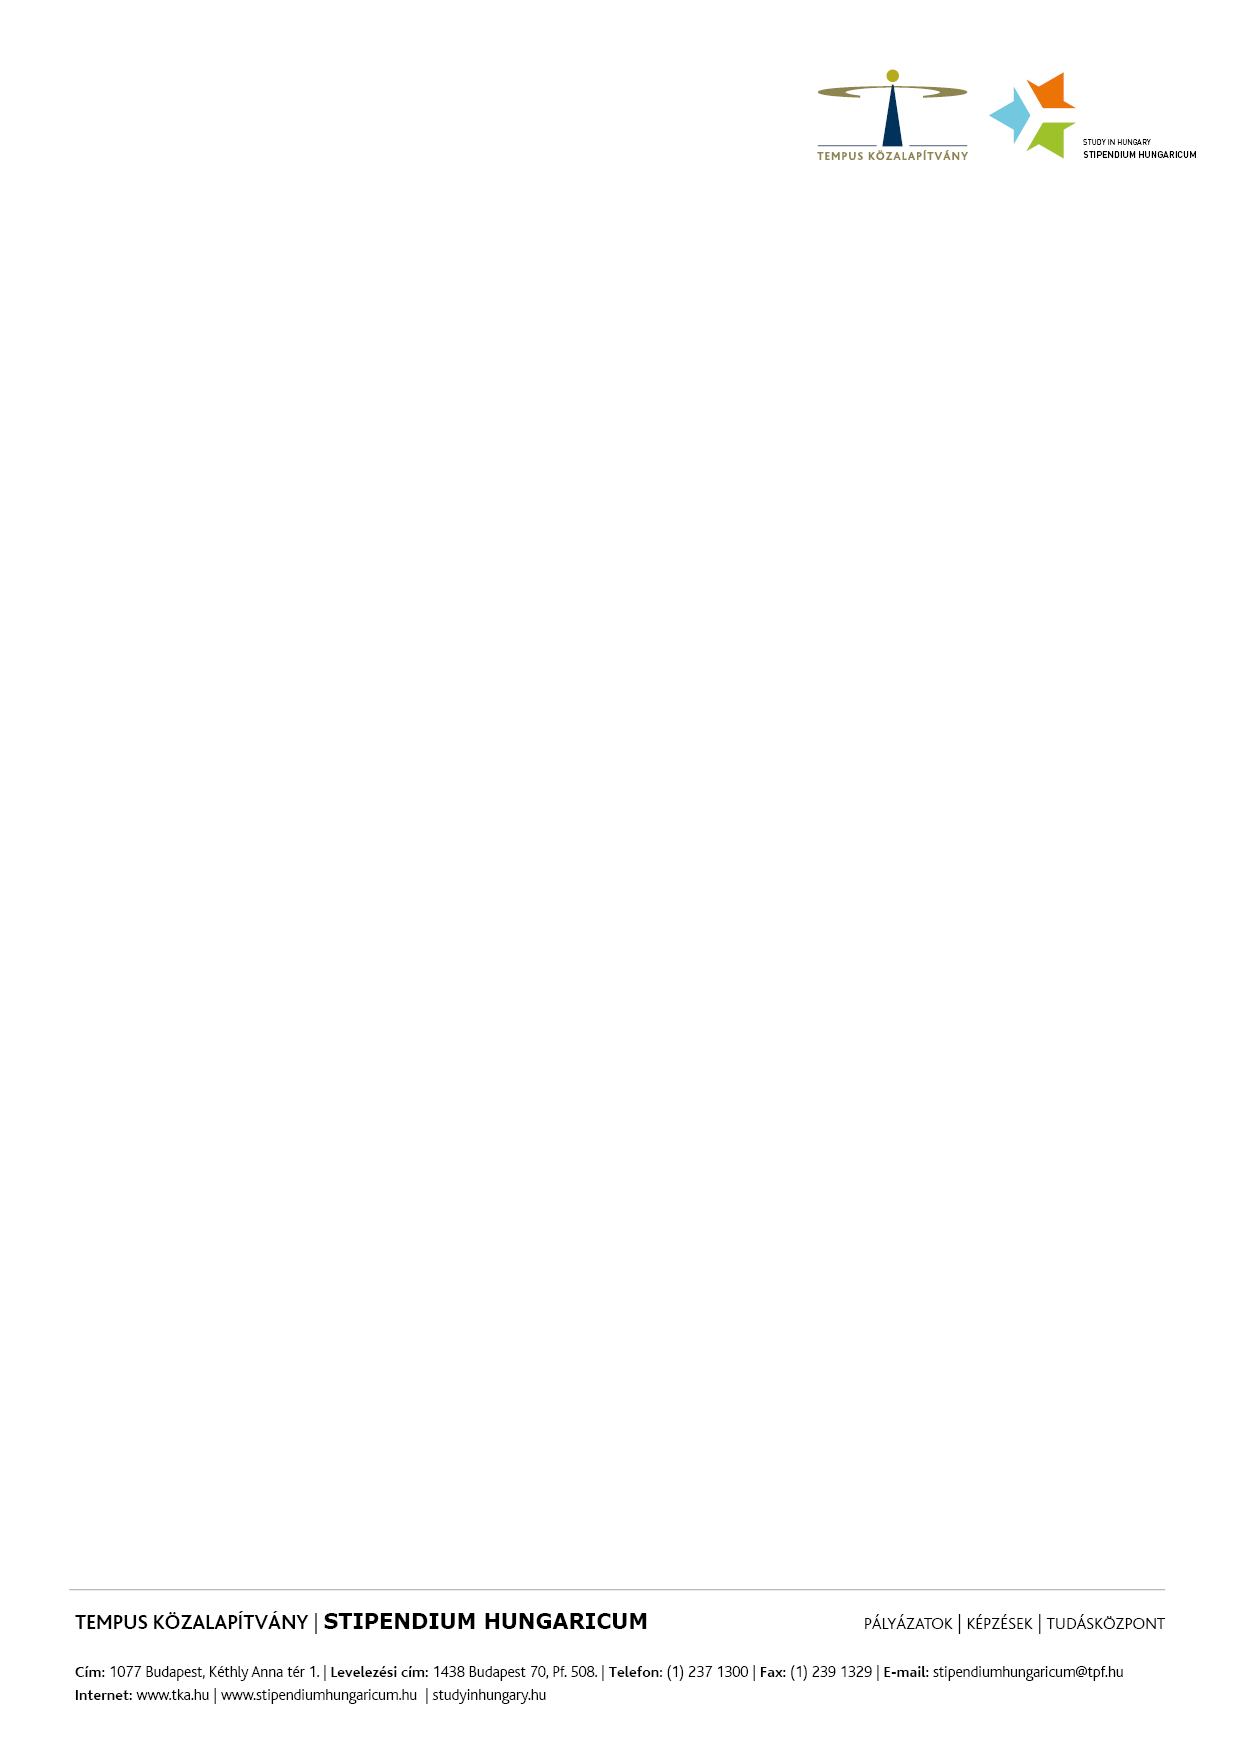 TEMPUS KÖZALAPÍTVÁNY
STUDY IN HUNGARY
STIPENDIUM HUNGARICUM
TEMPUS KÖZALAPÍTVÁNY | STIPENDIUM HUNGARICUM PÁLYÁZATOK | KÉPZÉSEK | TUDÁSKÖZPONT
Cím: 1077 Budapest, Kéthly Anna tér 1. | Levelezési cím: 1438 Budapest 70, Pf. 508. | Telefon: (1) 237 1300 | Fax: (1) 239 1329 | E-mail: stipendiumhungaricum@tpf.hu
Internet: www.tka.hu | www.stipendiumhungaricum.hu | studyinhungary.hu